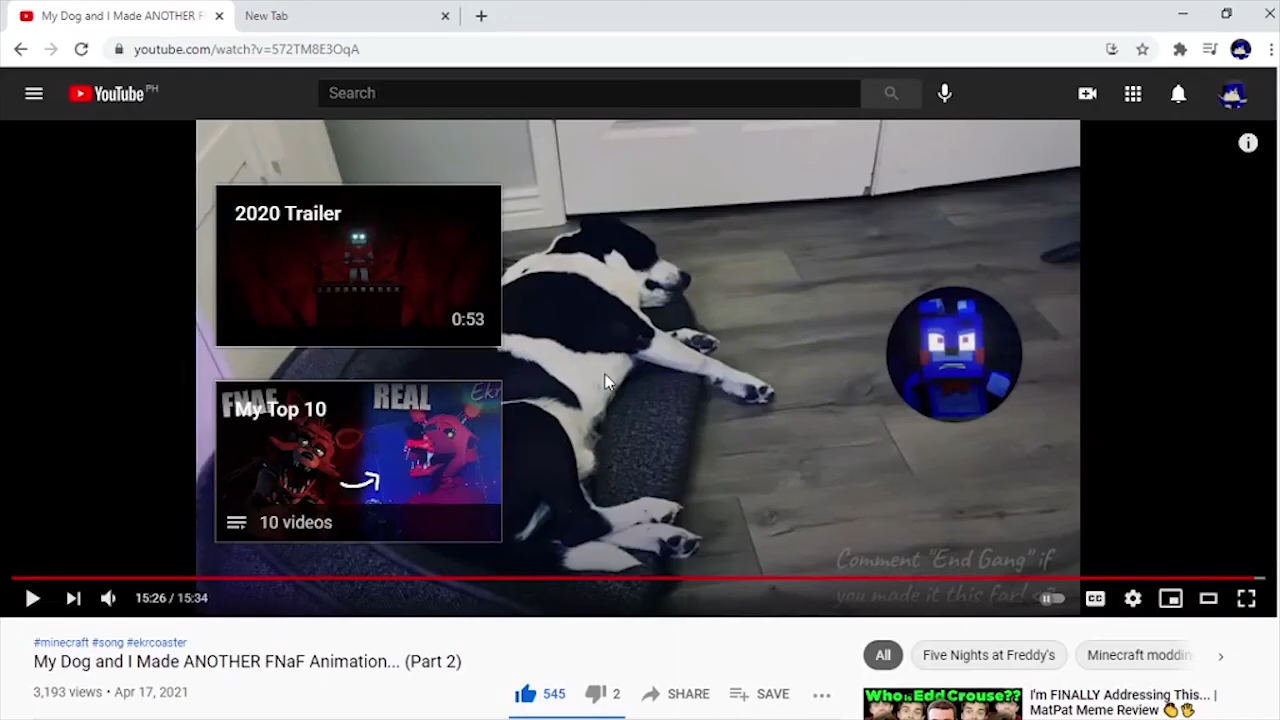 My Dog and I Made ANOTHER F
New Tab
youtube.com/watch?v=572TM8E3OqA
YouTube PH
Search
2020 Trailer
0:53
FNAF REAL Ekr
My Top 10
10 videos
Comment "End Gang" if
you made it this far!
15:26 / 15:34
CC
#minecraft #song #ekrcoaster
My Dog and I Made ANOTHER FNaF Animation... (Part 2)
3,193 views • Apr 17, 2021
545
2
SHARE
SAVE
All
Five Nights at Freddy's
Minecraft moddin
Who is Edd Crouse??
I'm FINALLY Addressing This... |
MatPat Meme Review 👏👋